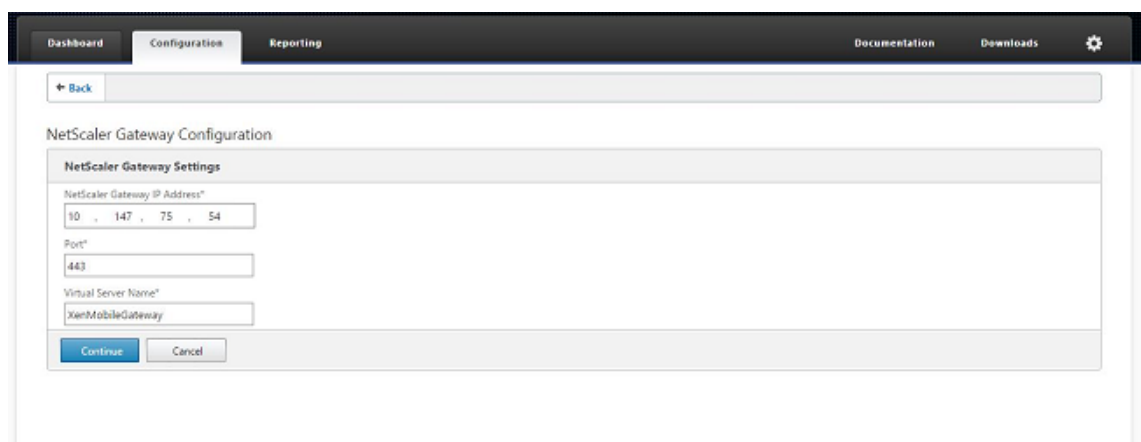 Dashboard Configuration Reporting Documentation Downloads
Back
NetScaler Gateway Configuration
NetScaler Gateway Settings
NetScaler Gateway IP Address*
10 . 147 . 75 . 54
Port*
443
Virtual Server Name*
XenMobileGateway
Continue Cancel